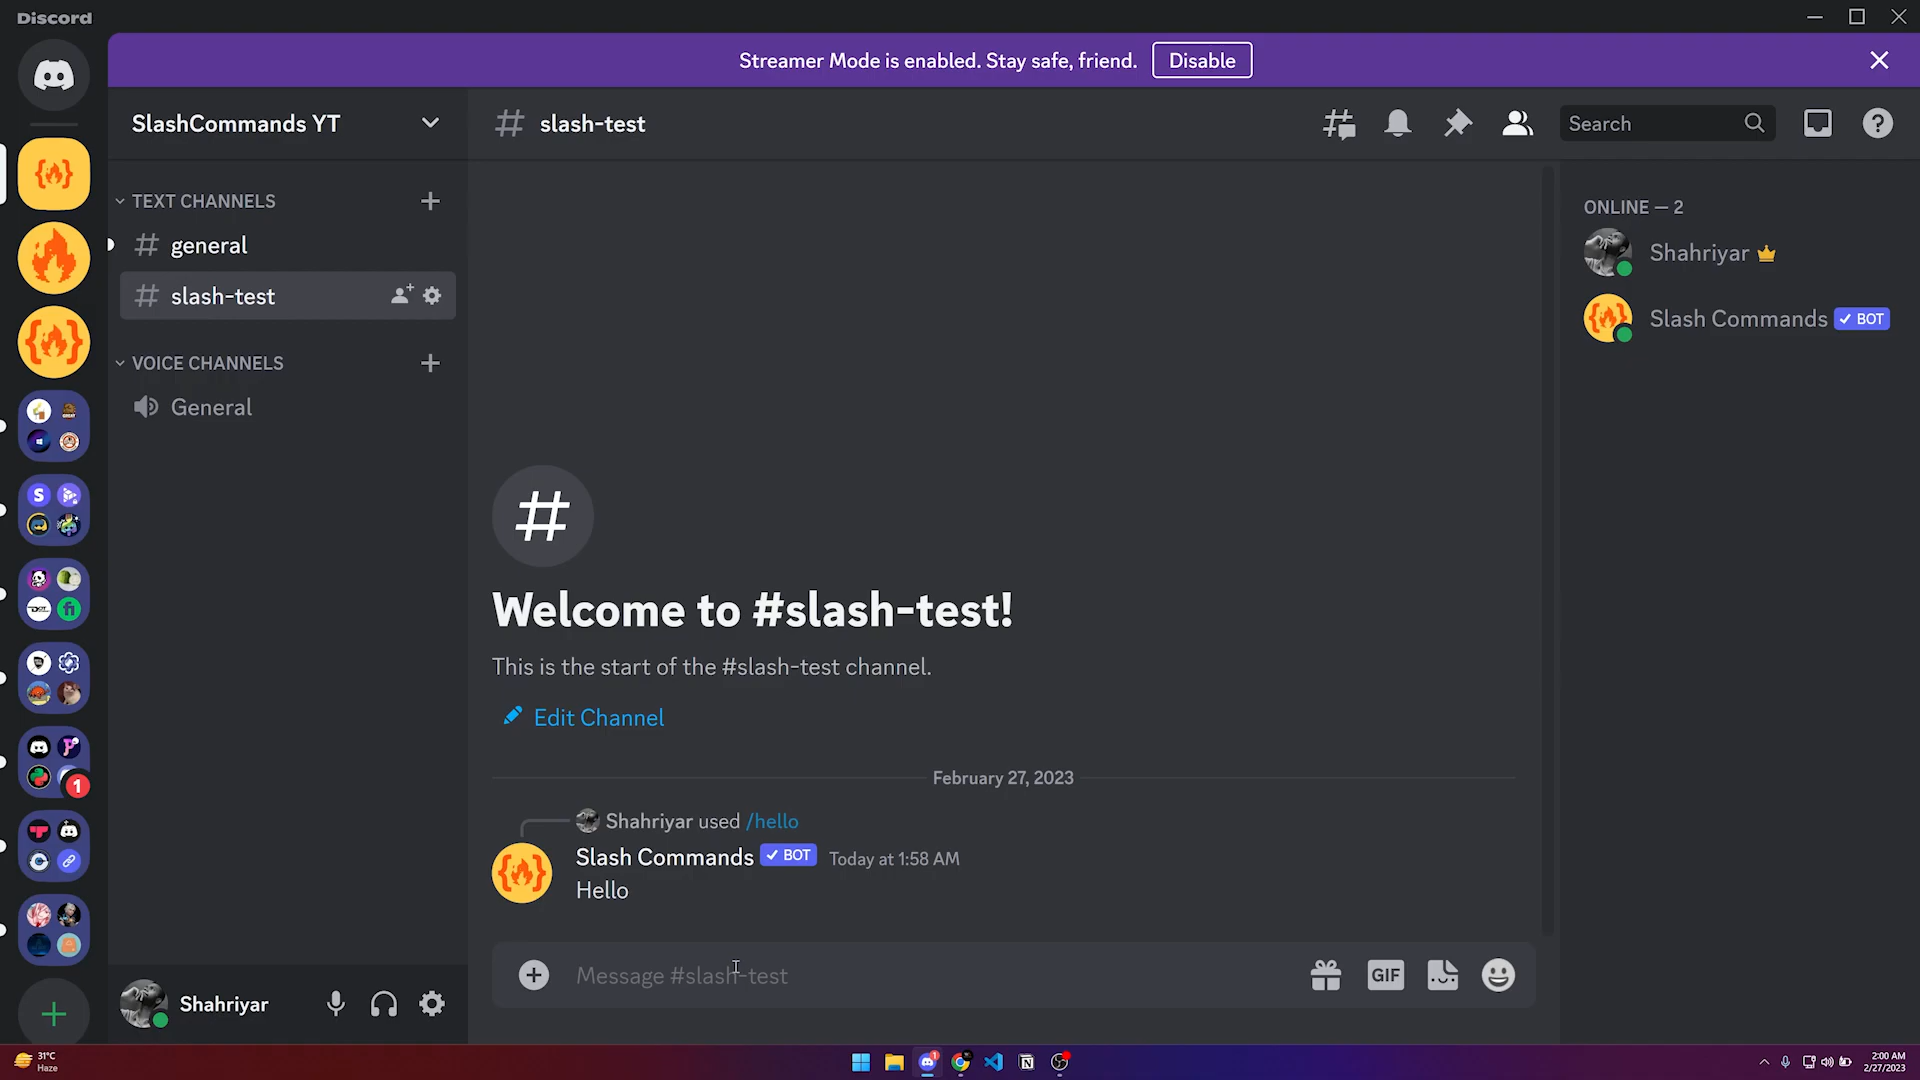 Discord
Streamer Mode is enabled. Stay safe, friend. Disable
SlashCommands YT
slash-test
Search
TEXT CHANNELS
general
slash-test
VOICE CHANNELS
General
ONLINE — 2
Shahriyar
Slash Commands ✓ BOT
Welcome to #slash-test!
This is the start of the #slash-test channel.
Edit Channel
February 27, 2023
Shahriyar used /hello
Slash Commands ✓ BOT Today at 1:58 AM
Hello
Message #slash-test
GIF
Shahriyar
1
31°C
Haze
2:00 AM
2/27/2023